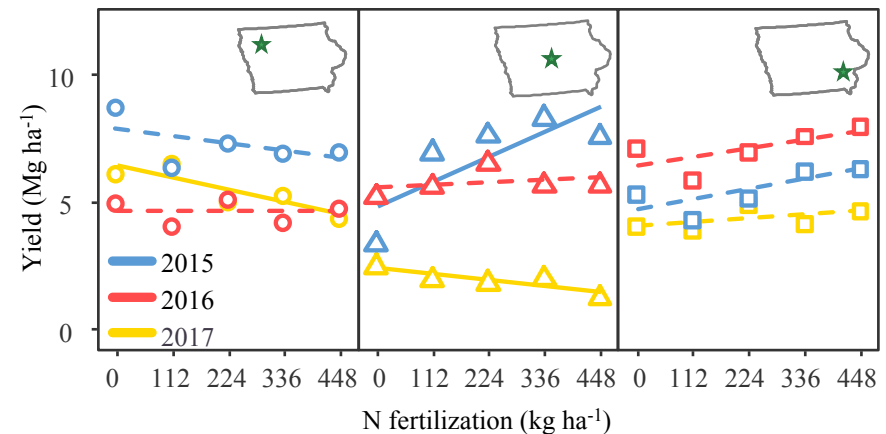 Yield (Mg ha-1)
10
5
0
2015
2016
2017
0 112 224 336 448
0 112 224 336 448
0 112 224 336 448
N fertilization (kg ha-1)